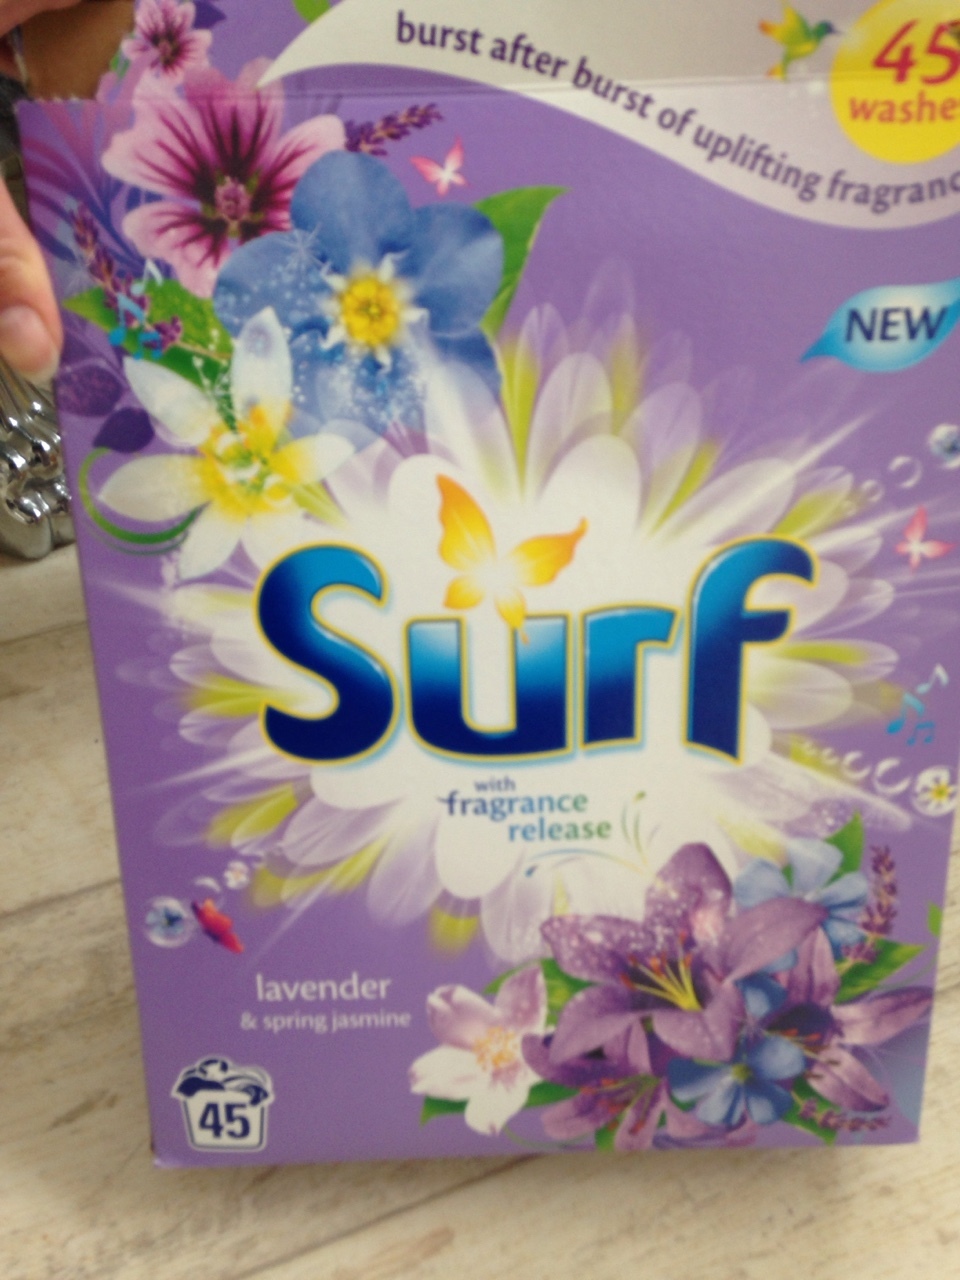 burst after burst of uplifting fragranc
45
washe
NEW
Surf
with
fragrance
release
lavender
& spring jasmine
45